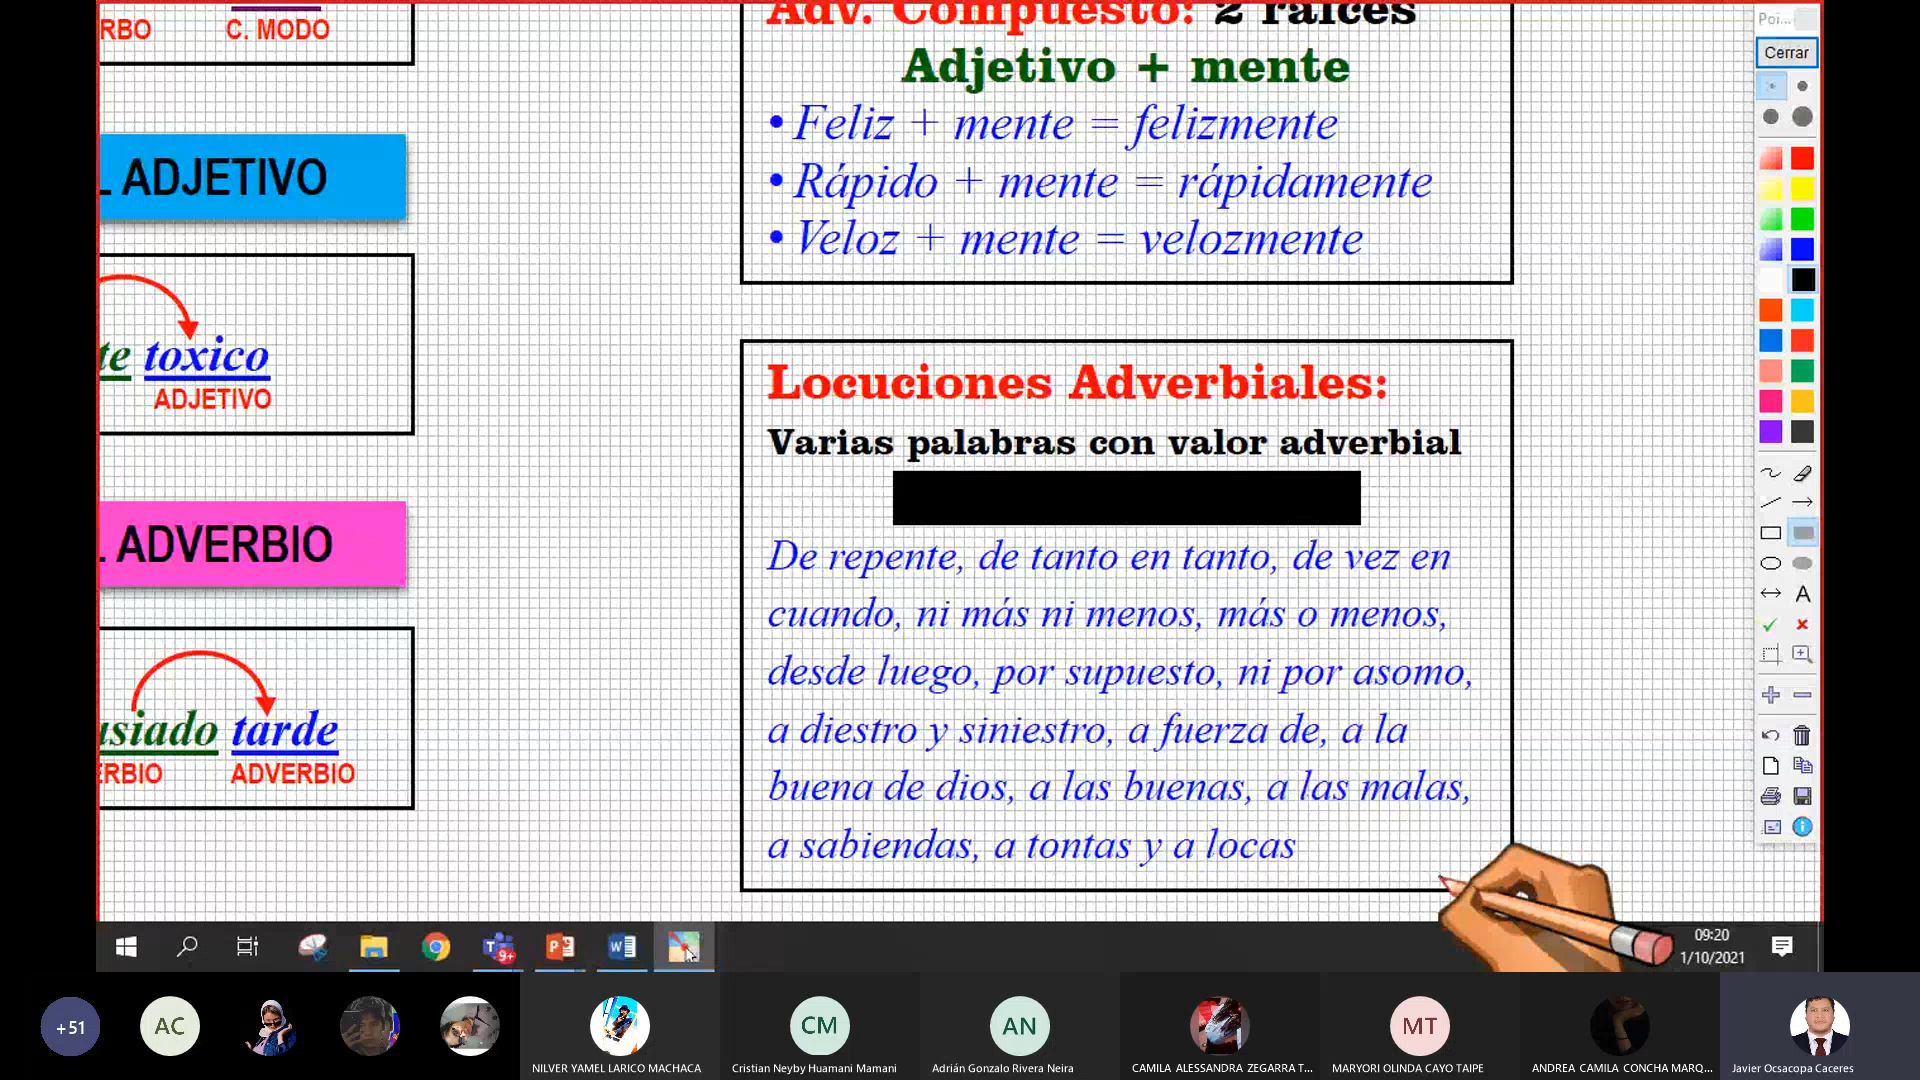 RBO
C. MODO
L ADJETIVO
te toxico
ADJETIVO
. ADVERBIO
usiado tarde
ERBIO ADVERBIO
Adv. Compuesto: 2 raíces
Adjetivo + mente
• Feliz + mente = felizmente
• Rápido + mente = rápidamente
• Veloz + mente = velozmente
Locuciones Adverbiales:
Varias palabras con valor adverbial
De repente, de tanto en tanto, de vez en
cuando, ni más ni menos, más o menos,
desde luego, por supuesto, ni por asomo,
a diestro y siniestro, a fuerza de, a la
buena de dios, a las buenas, a las malas,
a sabiendas, a tontas y a locas
Poi...
Cerrar
A
9+
09:20
1/10/2021
+51
AC
CM
AN
MT
NILVER YAMEL LARICO MACHACA
Cristian Neyby Huamani Mamani
Adrián Gonzalo Rivera Neira
CAMILA ALESSANDRA ZEGARRA T...
MARYORI OLINDA CAYO TAIPE
ANDREA CAMILA CONCHA MARQ...
Javier Ocsacopa Caceres